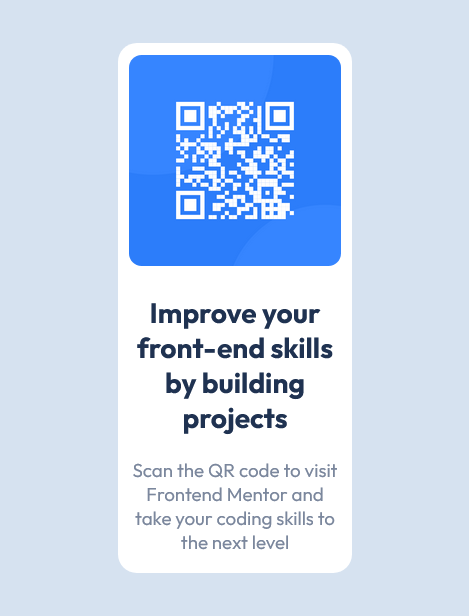 Improve your
front-end skills
by building
projects
Scan the QR code to visit
Frontend Mentor and
take your coding skills to
the next level